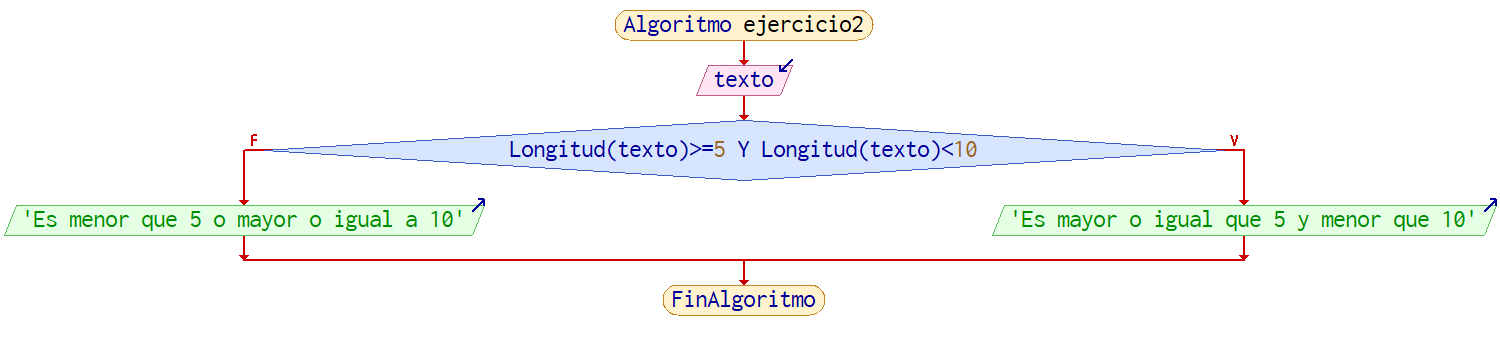 Algoritmo ejercicio2
texto
F
V
Longitud(texto)>=5 Y Longitud(texto)<10
'Es menor que 5 o mayor o igual a 10'
'Es mayor o igual que 5 y menor que 10'
FinAlgoritmo